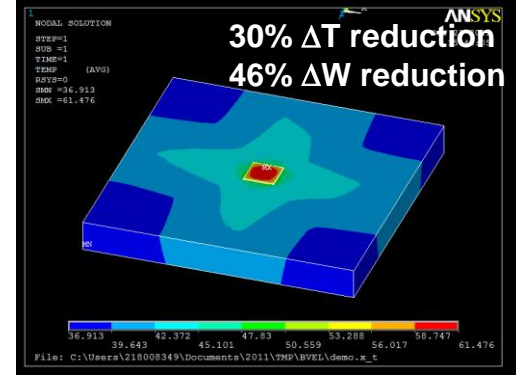 1
NODAL SOLUTION
ANSYS
STEP=1
SUB =1
TIME=1
TEMP (AVG)
RSYS=0
SMN =36.913
SMX =61.476
30% ΔT reduction
46% ΔW reduction
MX
MN
36.913 42.372 47.83 53.288 58.747
39.643 45.101 50.559 56.017 61.476
File: C:\Users\218008349\Documents\2011\TMP\BVEL\demo.x_t